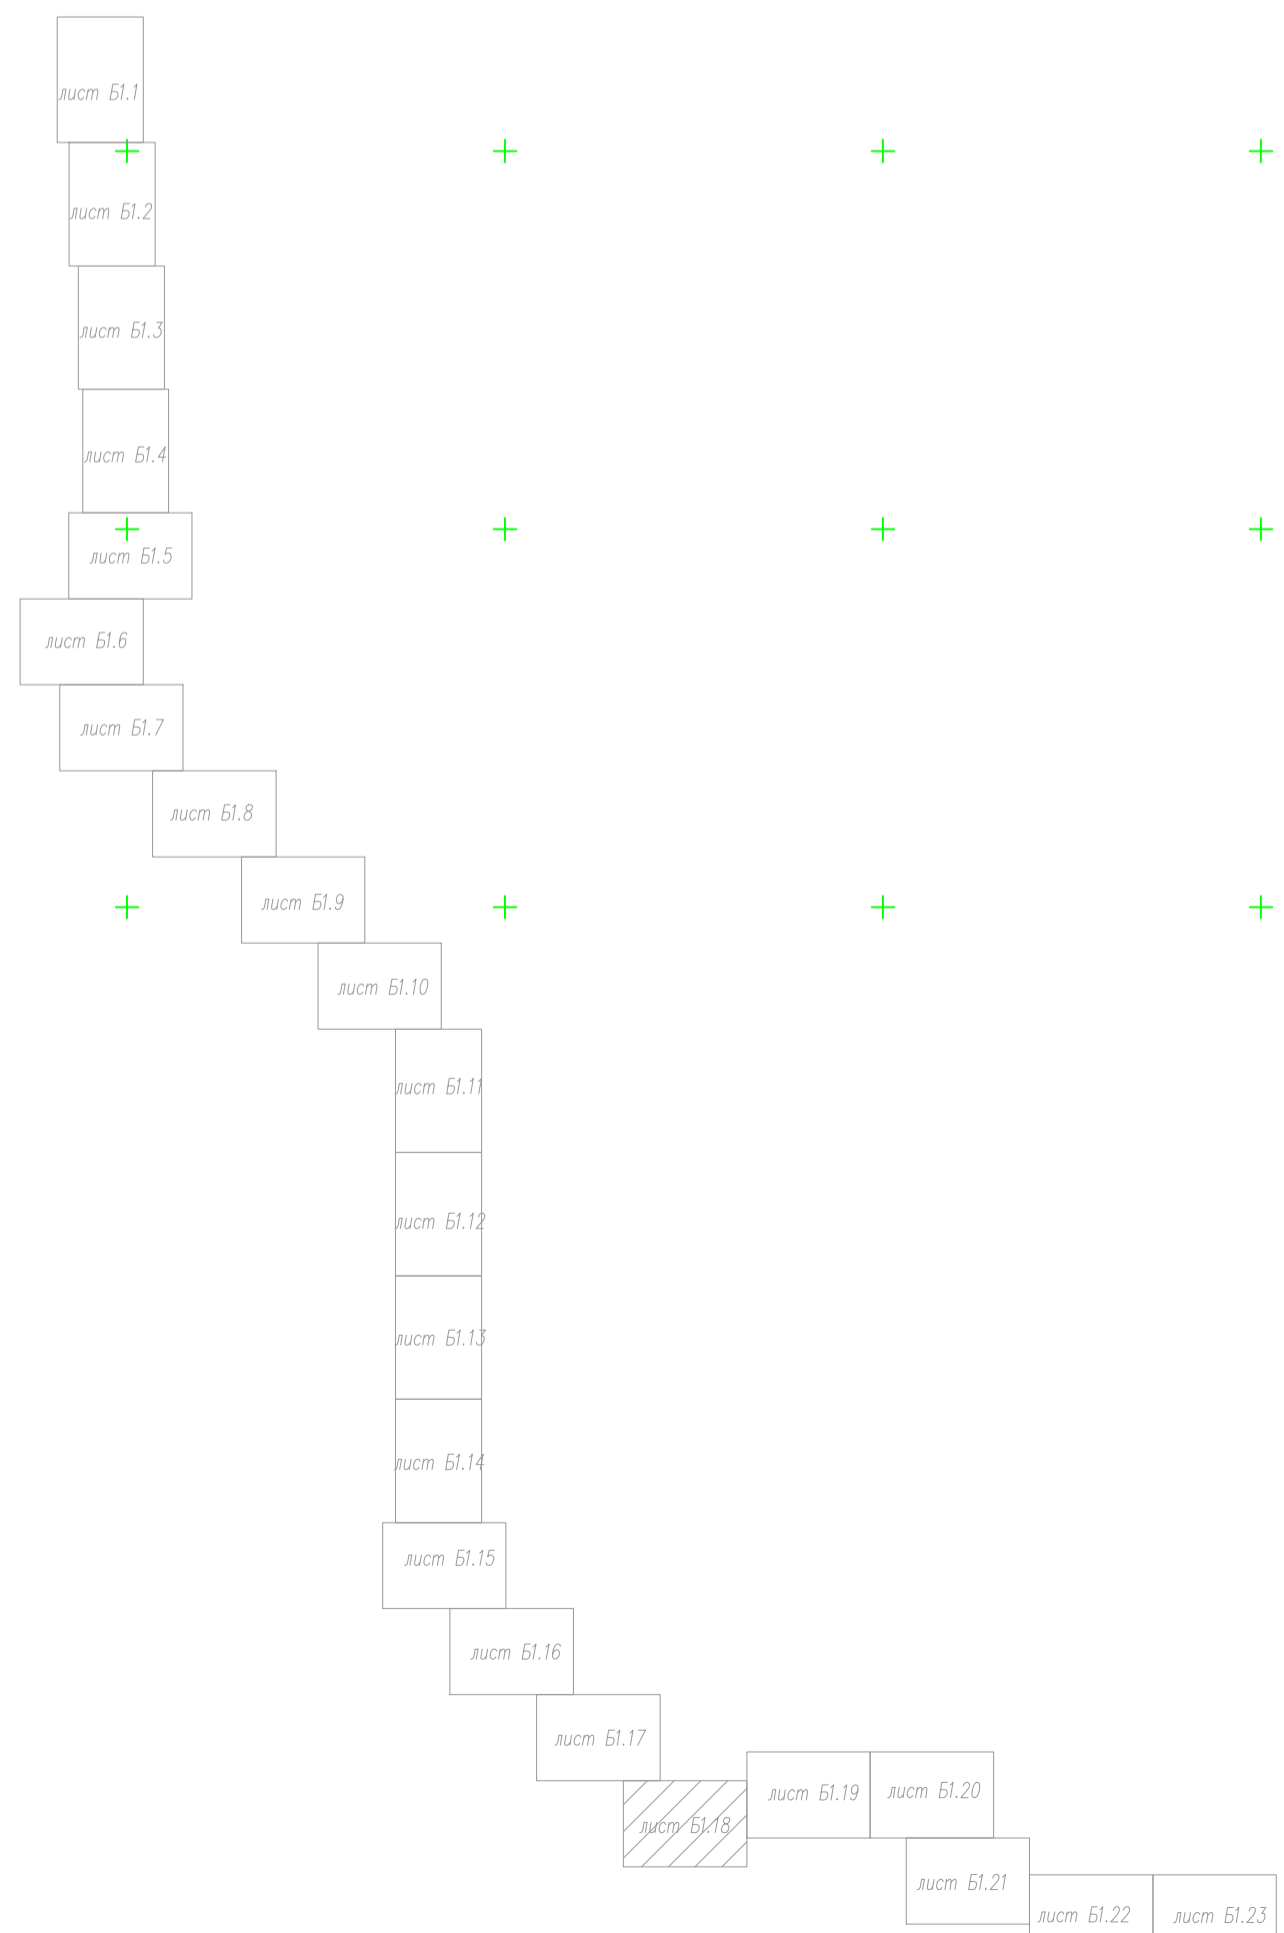 лист Б1.1
лист Б1.2
лист Б1.3
лист Б1.4
лист Б1.5
лист Б1.6
лист Б1.7
лист Б1.8
лист Б1.9
лист Б1.10
лист Б1.11
лист Б1.12
лист Б1.13
лист Б1.14
лист Б1.15
лист Б1.16
лист Б1.17
лист Б1.18
лист Б1.19
лист Б1.20
лист Б1.21
лист Б1.22
лист Б1.23